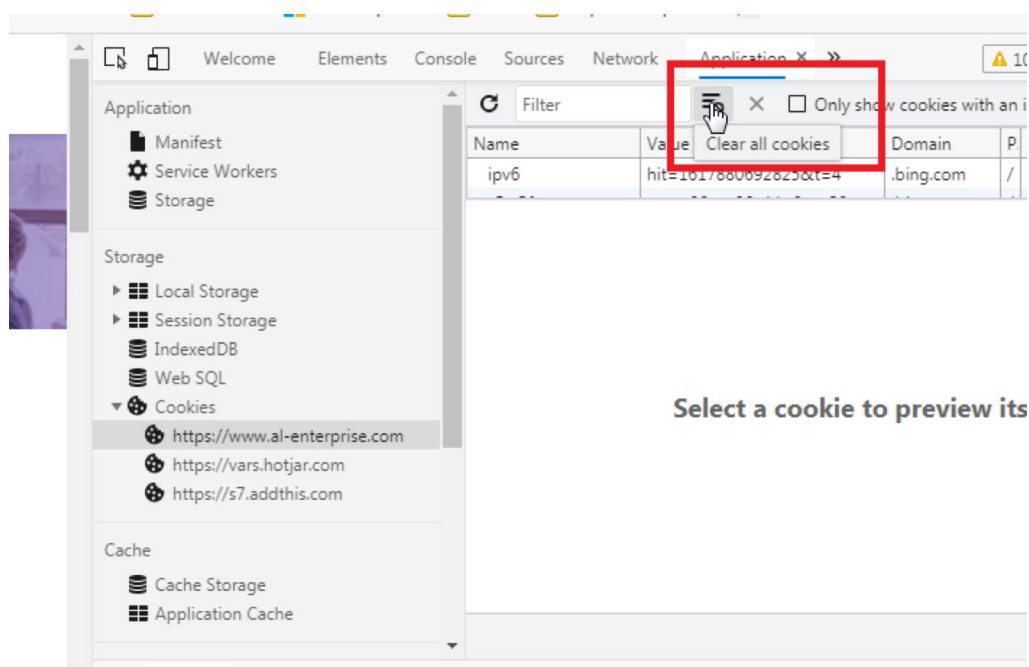 Welcome Elements Console Sources Network Application × » 10
Application
Manifest
Service Workers
Storage
Storage
Local Storage
Session Storage
IndexedDB
Web SQL
Cookies
https://www.al-enterprise.com
https://vars.hotjar.com
https://s7.addthis.com
Cache
Cache Storage
Application Cache
Filter Only show cookies with an i
Clear all cookies
Name Value Domain P.
ipv6 hit=1617880692825&t=4 .bing.com /
Select a cookie to preview its